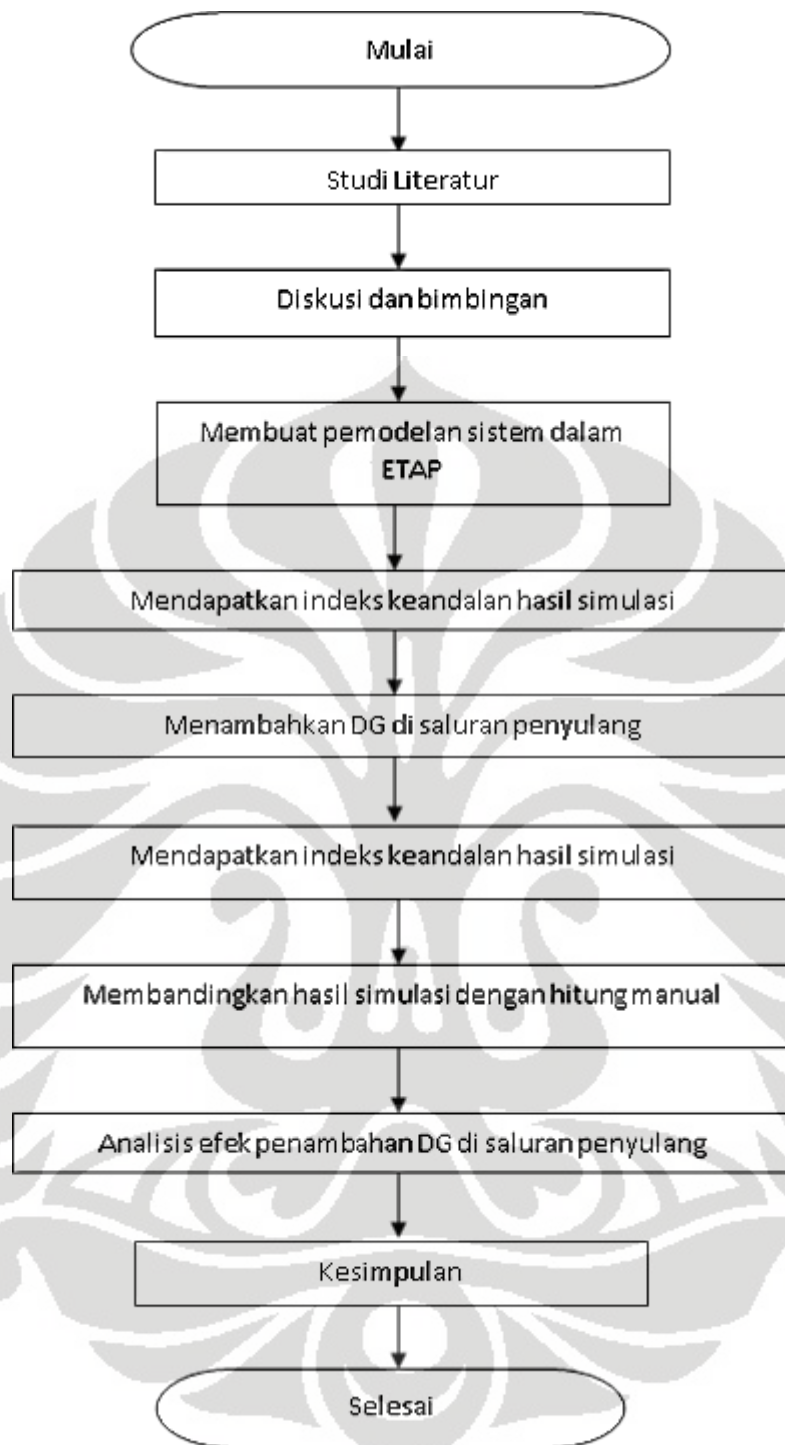 Mulai
Studi Literatur
Diskusi dan bimbingan
Membuat pemodelan sistem dalam
ETAP
Mendapatkan indeks keandalan hasil simulasi
Menambahkan DG di saluran penyulang
Mendapatkan indeks keandalan hasil simulasi
Membandingkan hasil simulasi dengan hitung manual
Analisis efek penambahan DG di saluran penyulang
Kesimpulan
Selesai